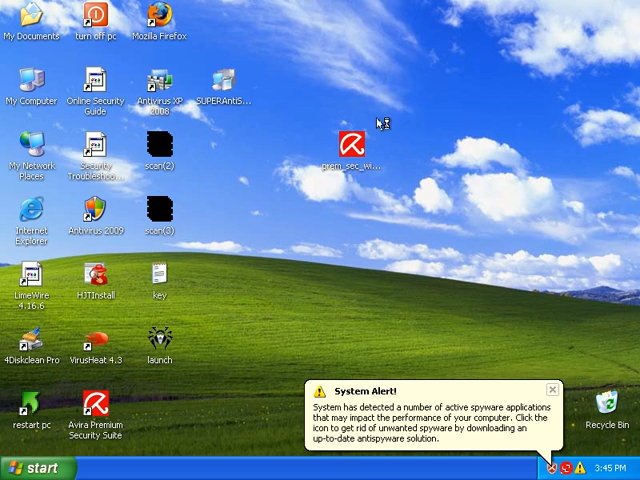 My Documents
turn off pc
Mozilla Firefox
My Computer
Online Security
Guide
Antivirus XP
2008
SUPERAntiS...
My Network
Places
Security
Troubleshoo...
scan(2)
prem_sec_wi...
Internet
Explorer
Antivirus 2009
scan(3)
LimeWire
4.16.6
HJTInstall
key
4Diskclean Pro
VirusHeat 4.3
launch
restart pc
Avira Premium
Security Suite
System Alert!
System has detected a number of active spyware applications
that may impact the performance of your computer. Click the
icon to get rid of unwanted spyware by downloading an
up-to-date antispyware solution.
Recycle Bin
start
3:45 PM